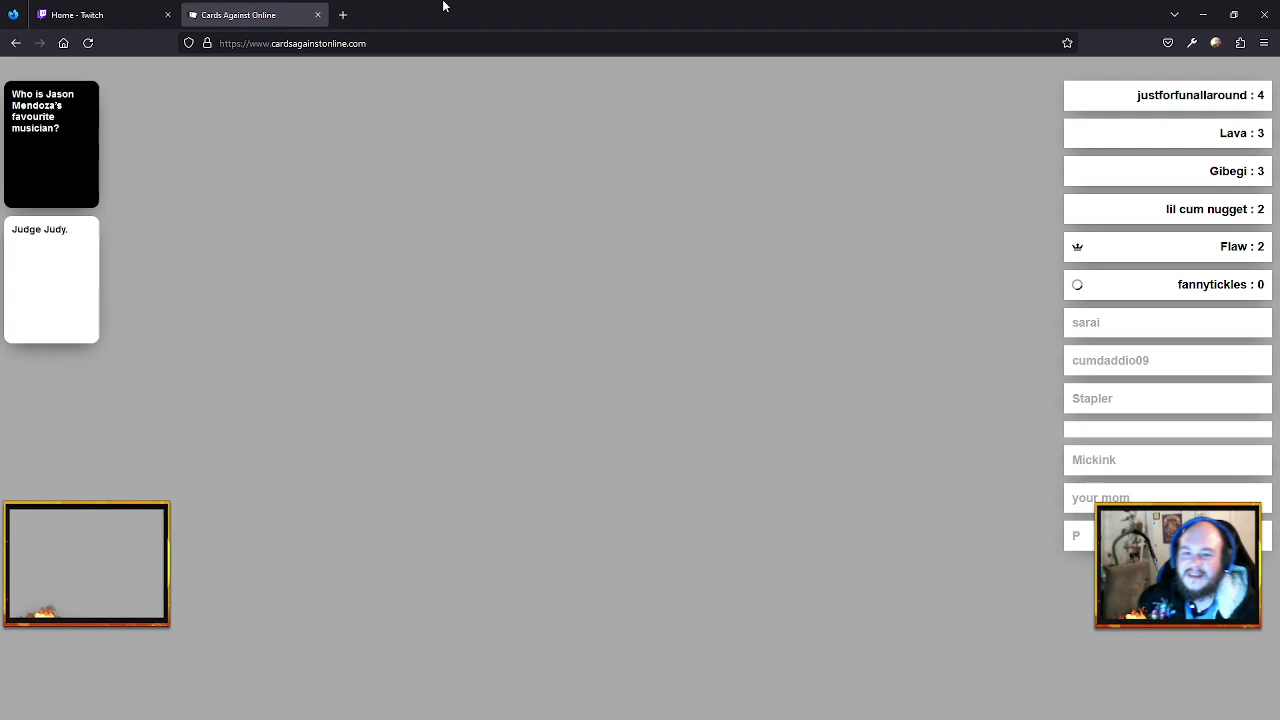 Home - Twitch
Cards Against Online
https://www.cardsagainstonline.com
Who is Jason
Mendoza's
favourite
musician?
Judge Judy.
justforfunallaround : 4
Lava : 3
Gibegi : 3
lil cum nugget : 2
Flaw : 2
fannytickles : 0
sarai
cumdaddio09
Stapler
Mickink
your mom
P